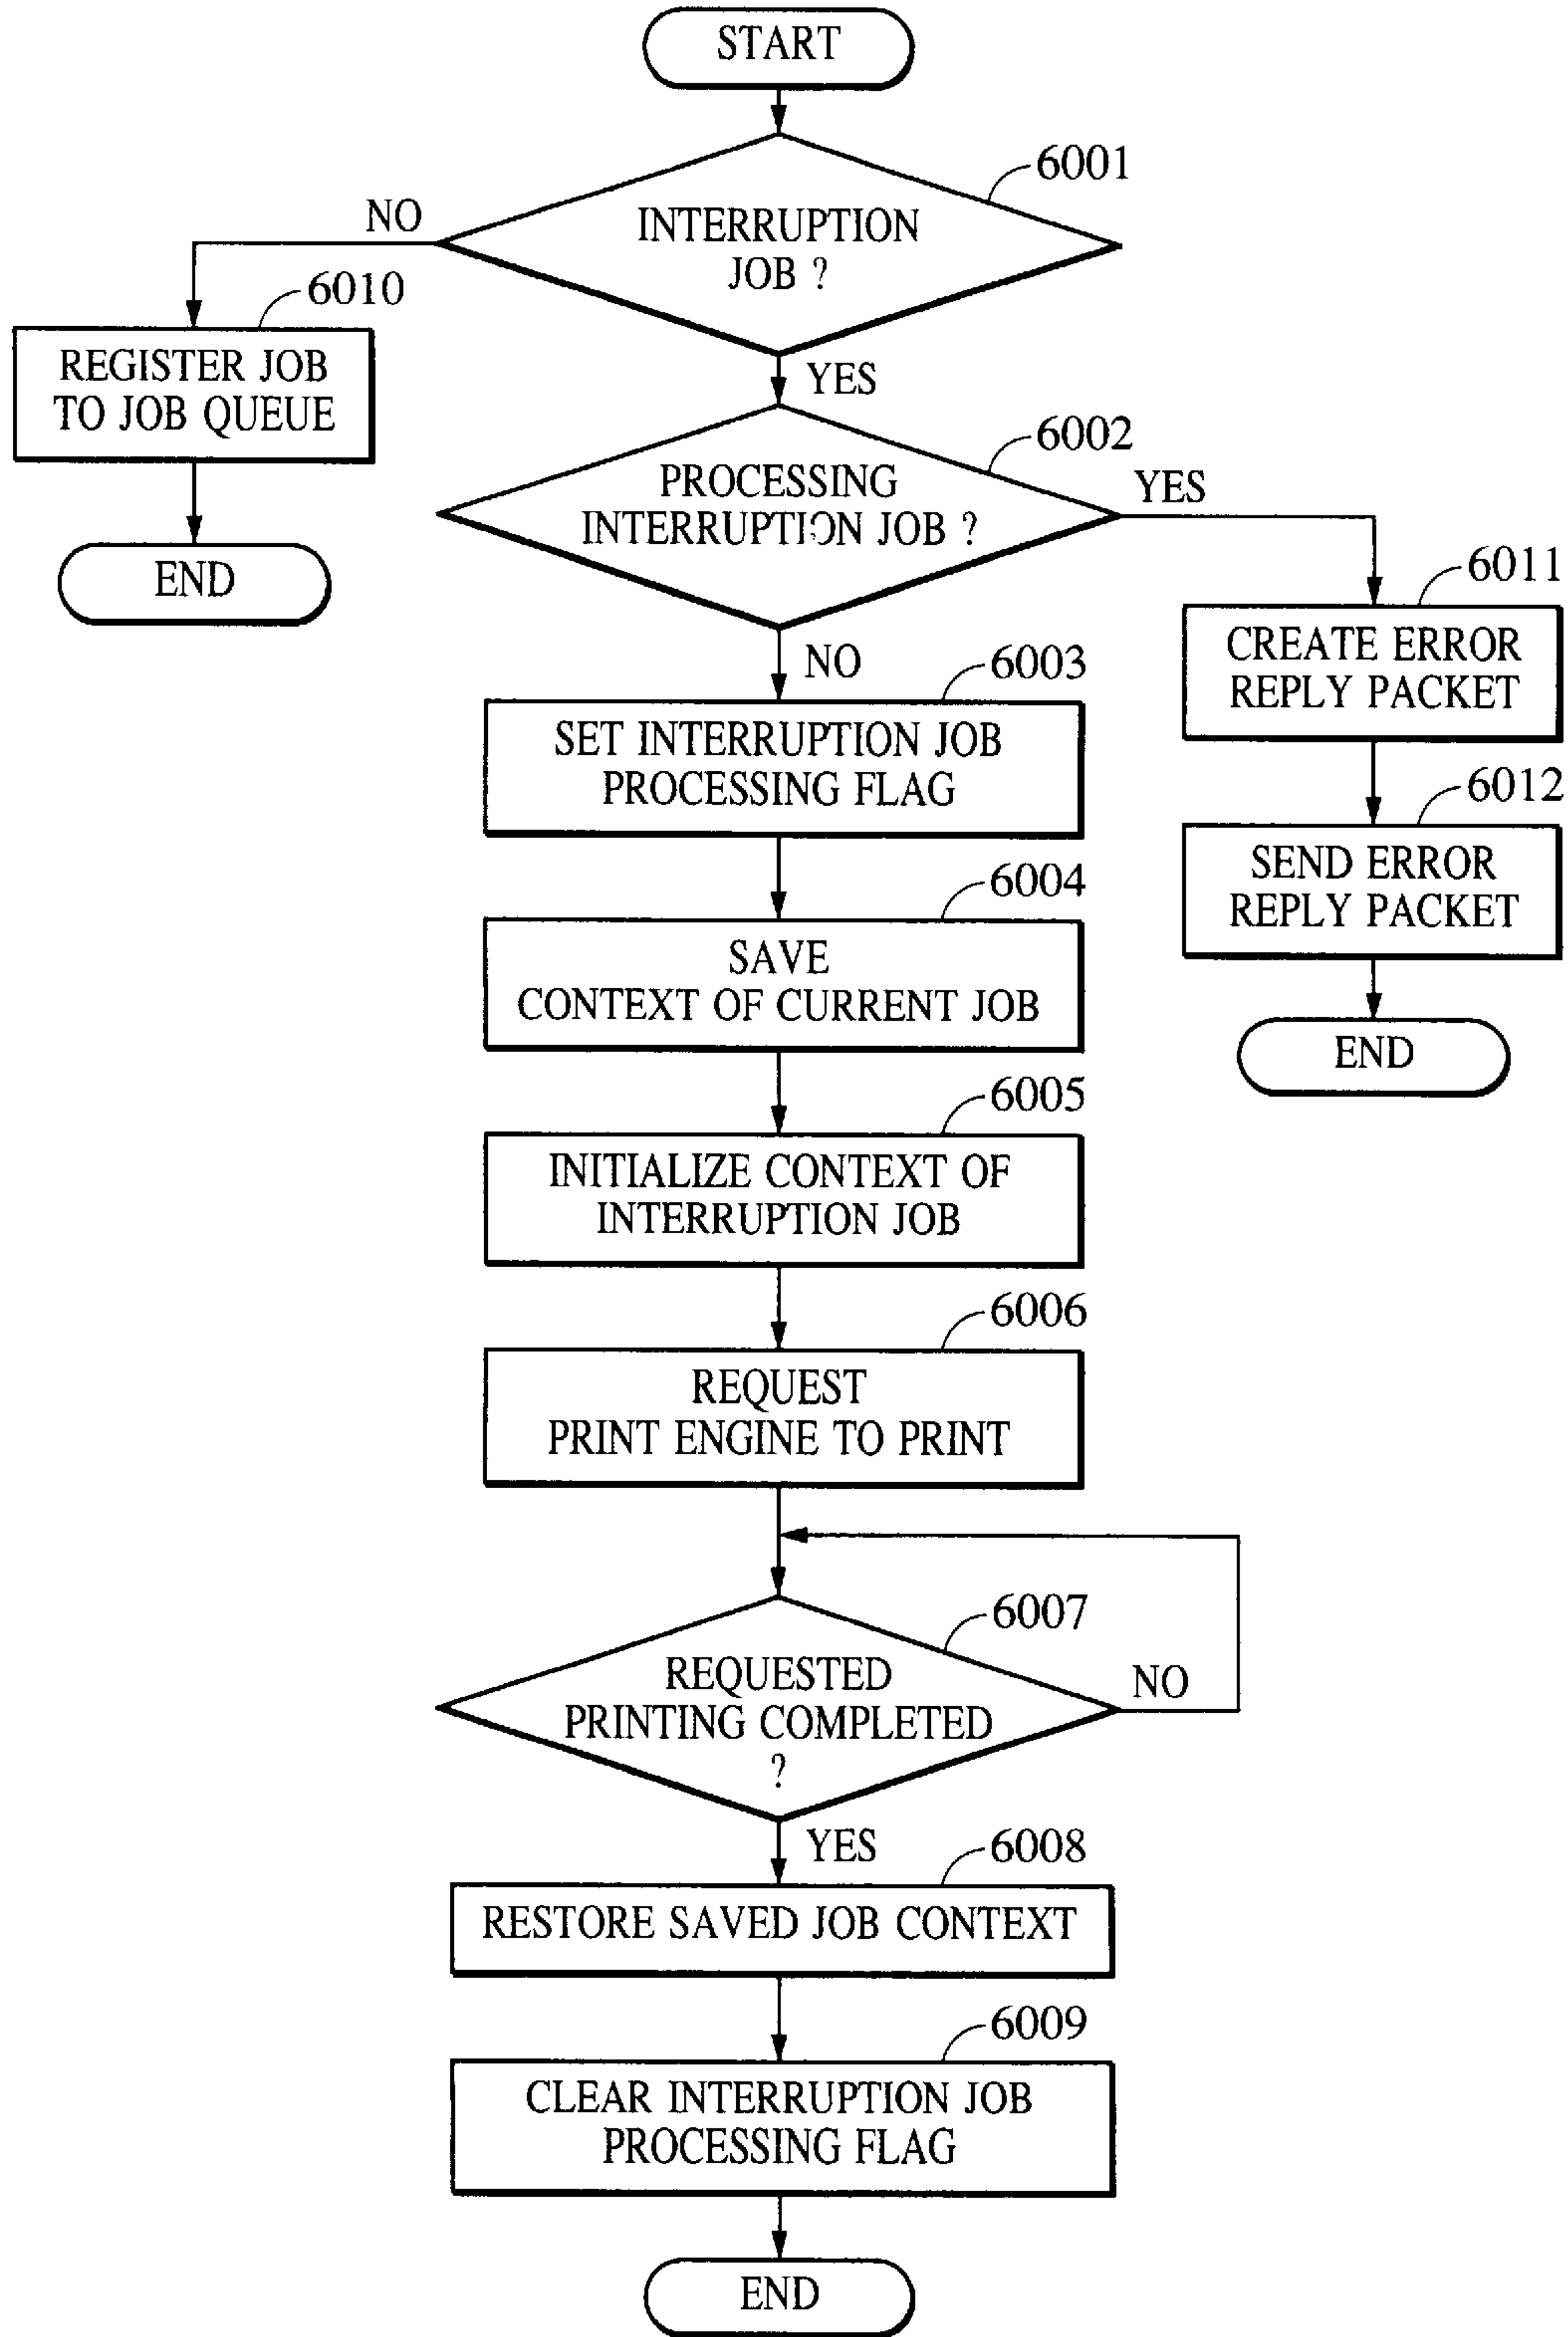 START
6001
INTERRUPTION
JOB ?
NO
YES
6010
REGISTER JOB
TO JOB QUEUE
END
6002
PROCESSING
INTERRUPTION JOB ?
YES
NO
6011
CREATE ERROR
REPLY PACKET
6012
SEND ERROR
REPLY PACKET
END
6003
SET INTERRUPTION JOB
PROCESSING FLAG
6004
SAVE
CONTEXT OF CURRENT JOB
6005
INITIALIZE CONTEXT OF
INTERRUPTION JOB
6006
REQUEST
PRINT ENGINE TO PRINT
6007
REQUESTED
PRINTING COMPLETED
?
NO
YES
6008
RESTORE SAVED JOB CONTEXT
6009
CLEAR INTERRUPTION JOB
PROCESSING FLAG
END